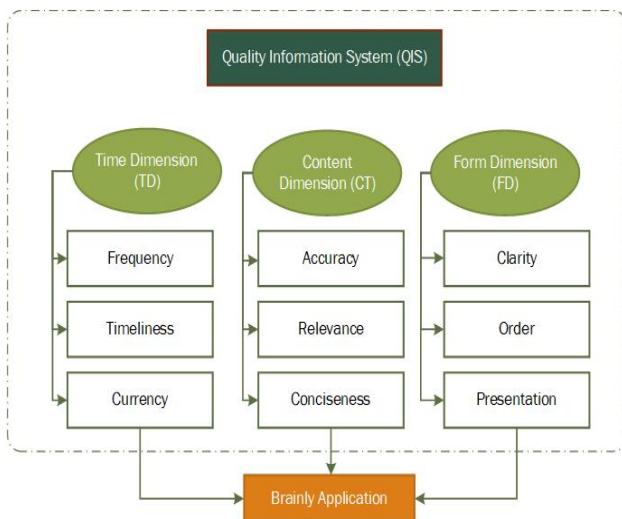 Quality Information System (QIS)
Time Dimension
(TD)
Content
Dimension (CT)
Form Dimension
(FD)
Frequency
Accuracy
Clarity
Timeliness
Relevance
Order
Currency
Conciseness
Presentation
Brainly Application